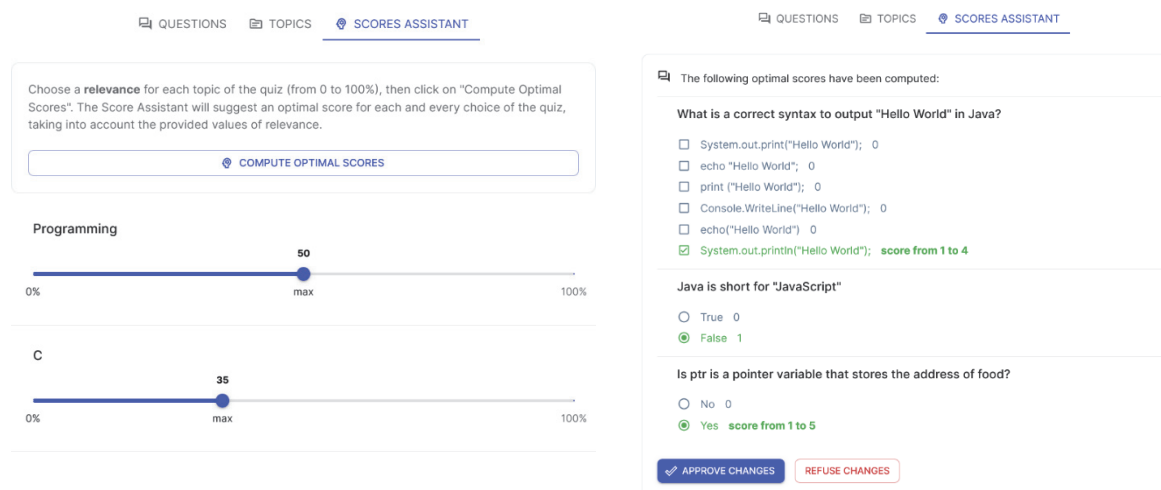 QUESTIONS TOPICS SCORES ASSISTANT
Choose a relevance for each topic of the quiz (from 0 to 100%), then click on "Compute Optimal
Scores". The Score Assistant will suggest an optimal score for each and every choice of the quiz,
taking into account the provided values of relevance.
COMPUTE OPTIMAL SCORES
Programming
50
0% max 100%
C
35
0% max 100%
QUESTIONS TOPICS SCORES ASSISTANT
The following optimal scores have been computed:
What is a correct syntax to output "Hello World" in Java?
System.out.print("Hello World"); 0
echo "Hello World"; 0
print ("Hello World"); 0
Console.WriteLine("Hello World"); 0
echo("Hello World") 0
System.out.println("Hello World"); score from 1 to 4
Java is short for "JavaScript"
True 0
False 1
Is ptr is a pointer variable that stores the address of food?
No 0
Yes score from 1 to 5
APPROVE CHANGES REFUSE CHANGES